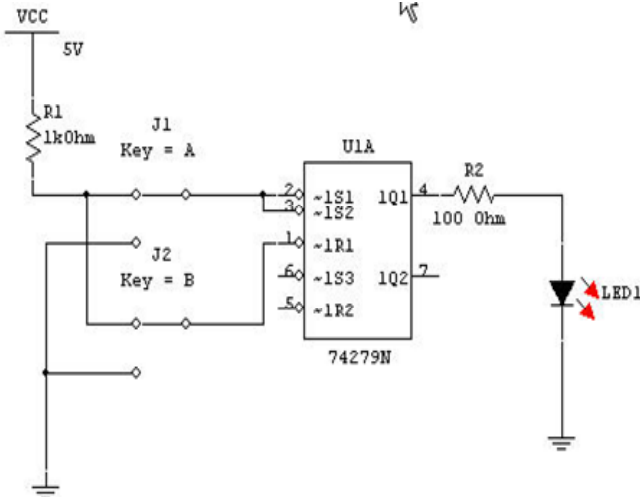 VCC
5V
R1
1kOhm
J1
Key = A
J2
Key = B
U1A
2 ~1S1
3 ~1S2
1 ~1R1
6 ~1S3
5 ~1R2
1Q1 4
1Q2 7
74279N
R2
100 Ohm
LED1